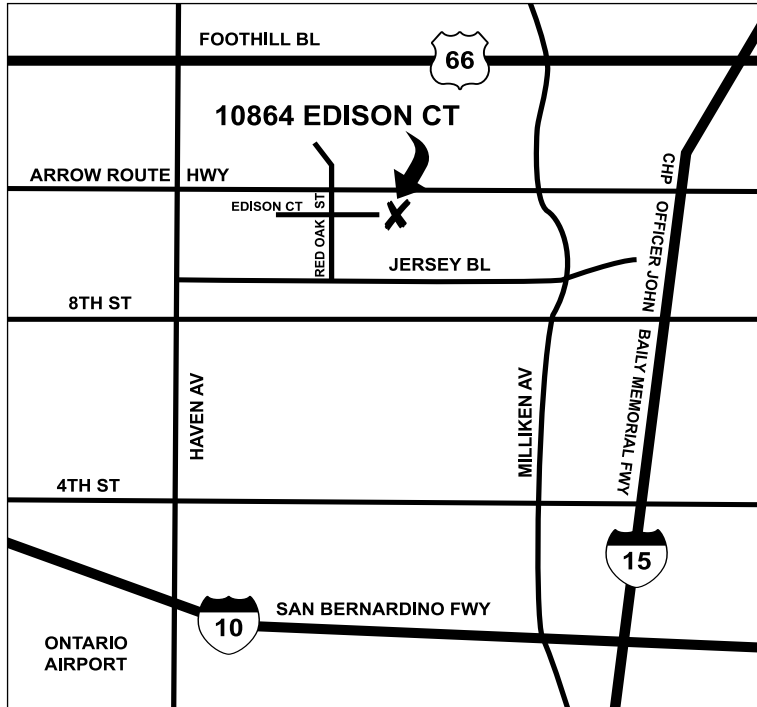 FOOTHILL BL
66
10864 EDISON CT
ARROW ROUTE HWY
EDISON CT
RED OAK ST
JERSEY BL
8TH ST
CHP OFFICER JOHN BAILY MEMORIAL FWY
HAVEN AV
MILLIKEN AV
4TH ST
15
10
SAN BERNARDINO FWY
ONTARIO
AIRPORT